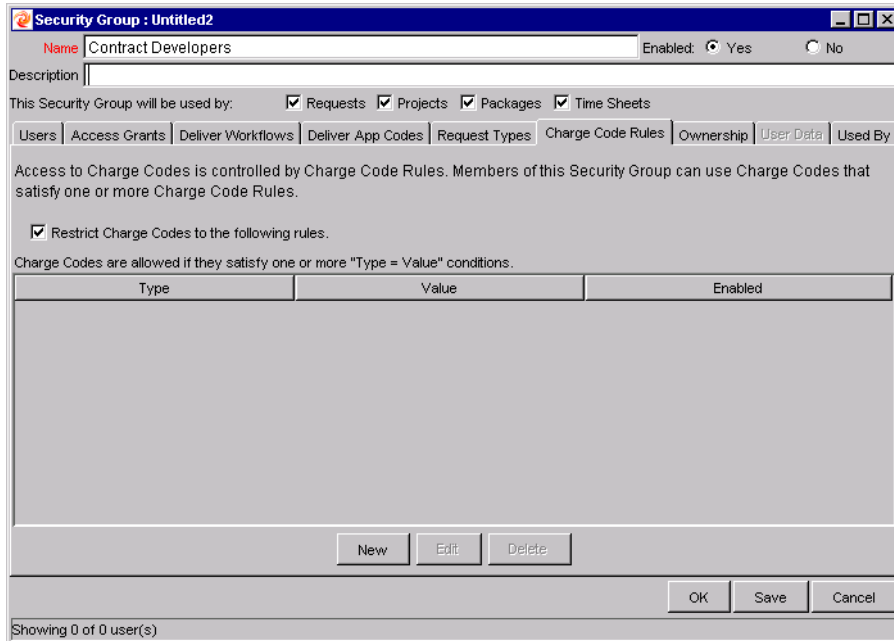 Security Group : Untitled2
Name Contract Developers Enabled: Yes No
Description
This Security Group will be used by: Requests Projects Packages Time Sheets
Users Access Grants Deliver Workflows Deliver App Codes Request Types Charge Code Rules Ownership User Data Used By
Access to Charge Codes is controlled by Charge Code Rules. Members of this Security Group can use Charge Codes that
satisfy one or more Charge Code Rules.
Restrict Charge Codes to the following rules.
Charge Codes are allowed if they satisfy one or more "Type = Value" conditions.
Type Value Enabled
New Edit Delete
OK Save Cancel
Showing 0 of 0 user(s)